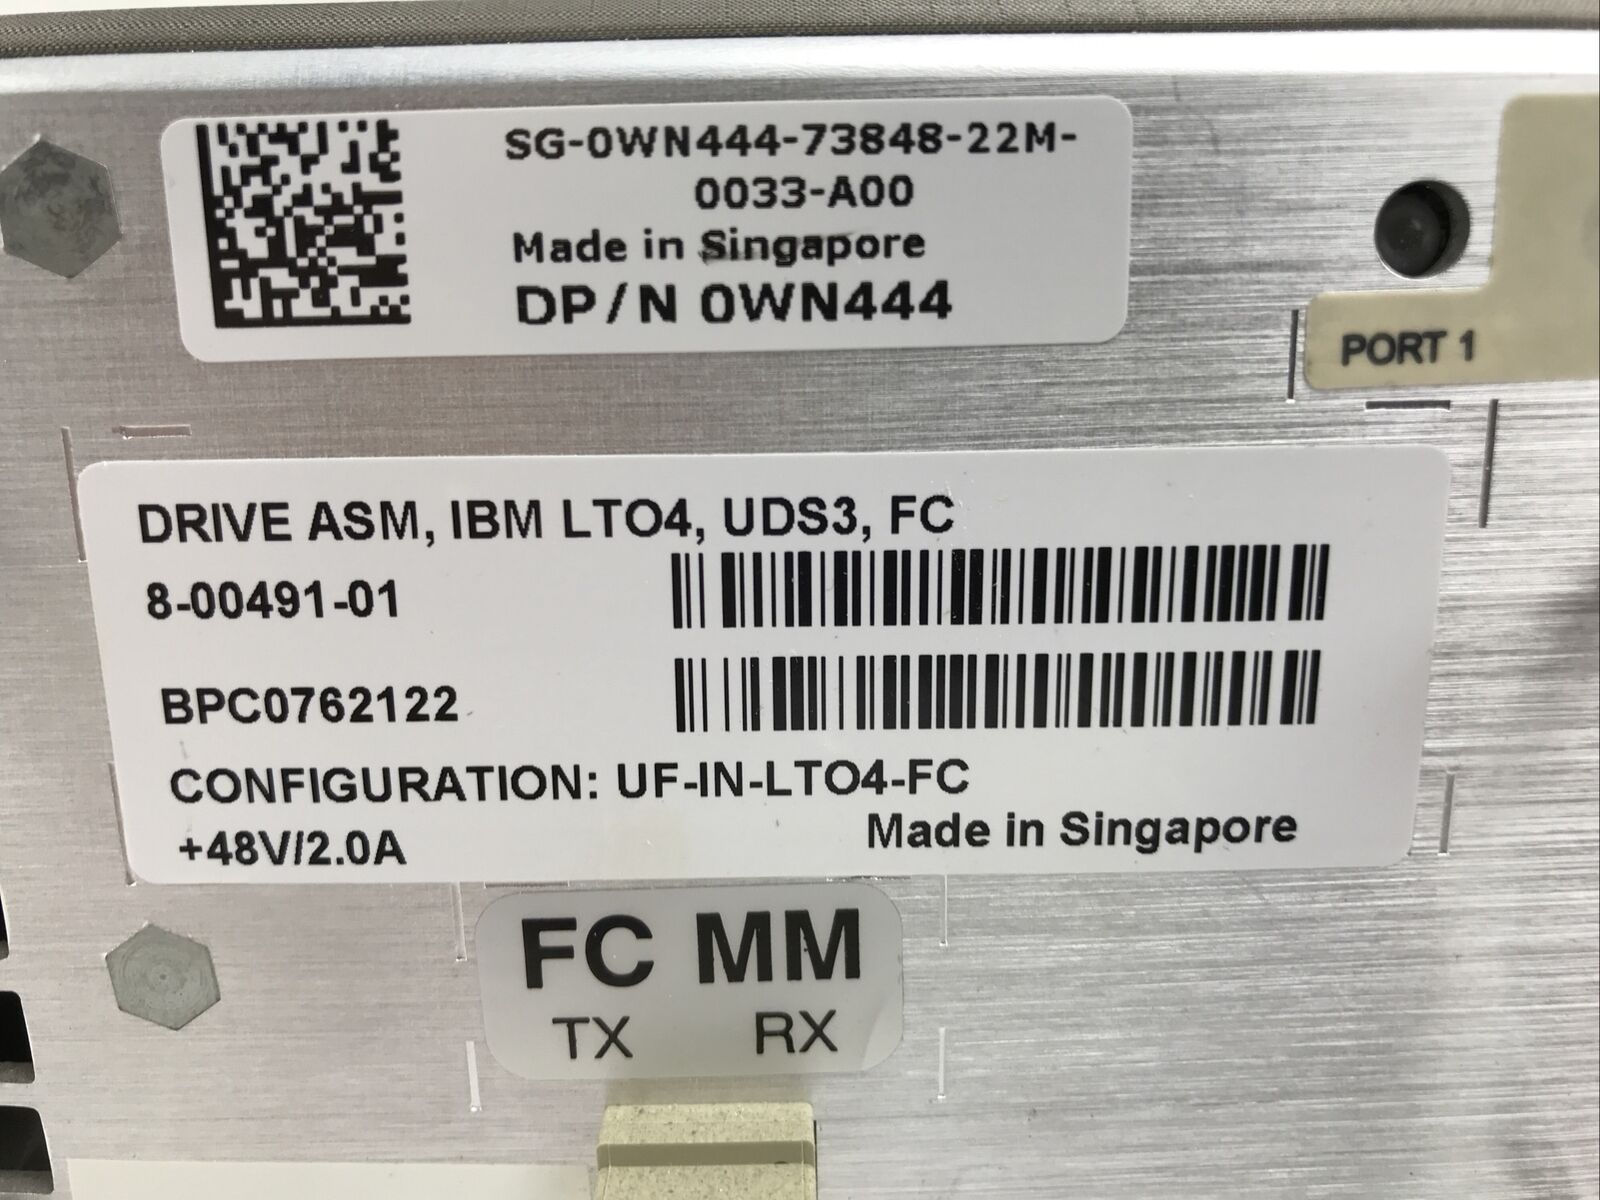 SG-0WN444-73848-22M-
0033-A00
Made in Singapore
DP/N 0WN444
PORT 1
DRIVE ASM, IBM LTO4, UDS3, FC
8-00491-01
BPC0762122
CONFIGURATION: UF-IN-LTO4-FC
+48V/2.0A
Made in Singapore
FC MM
TX RX